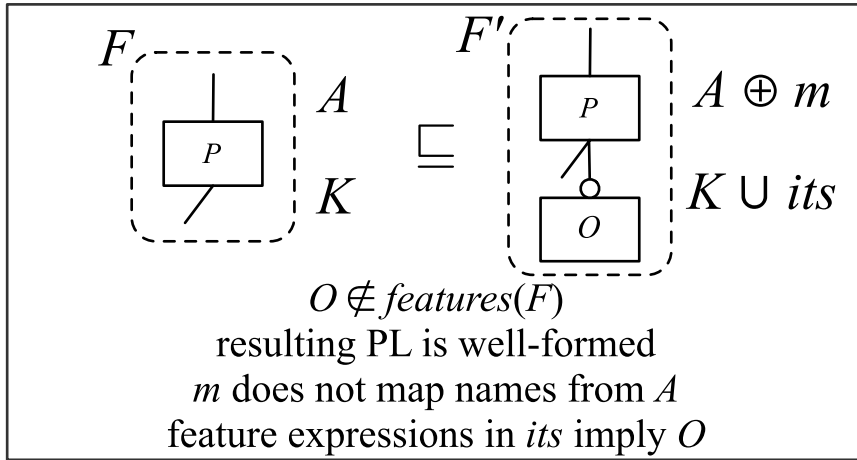 F
P
A
K
⊑
F'
P
O
A ⊕ m
K ∪ its
O ∉ features(F)
resulting PL is well-formed
m does not map names from A
feature expressions in its imply O